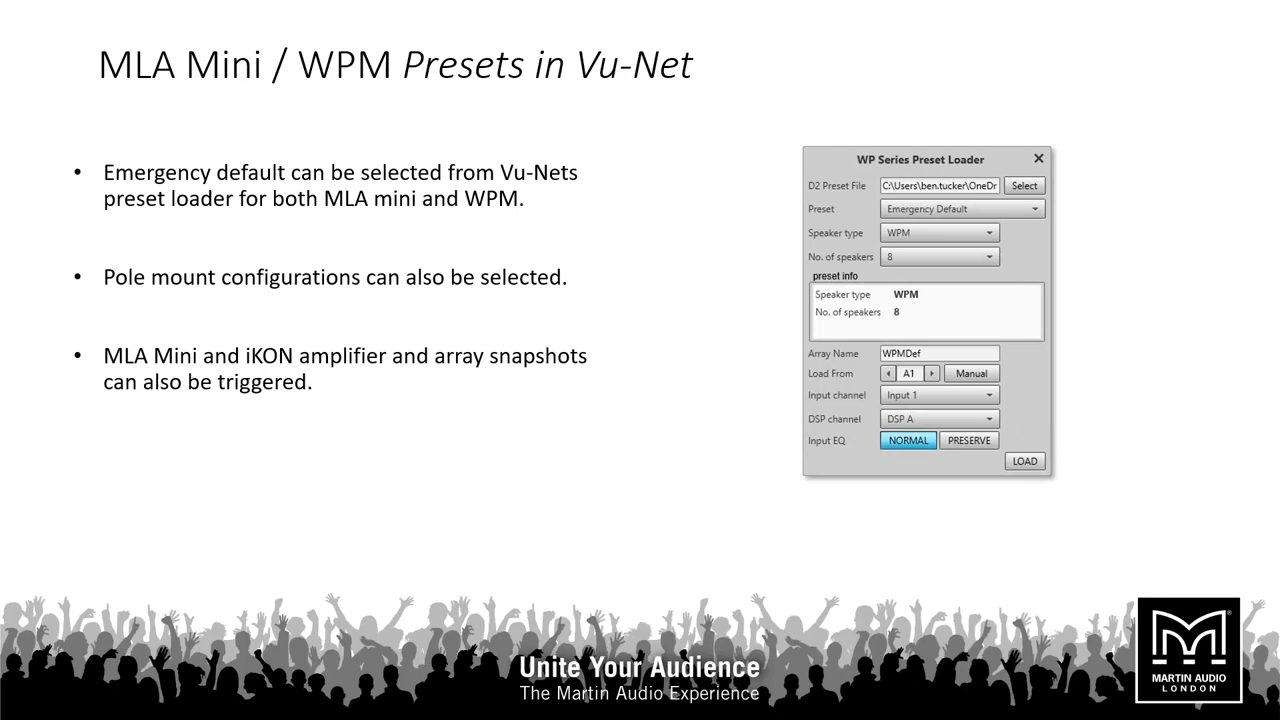 MLA Mini / WPM Presets in Vu-Net
• Emergency default can be selected from Vu-Nets
preset loader for both MLA mini and WPM.
• Pole mount configurations can also be selected.
• MLA Mini and iKON amplifier and array snapshots
can also be triggered.
WP Series Preset Loader
D2 Preset File C:\Users\ben.tucker\OneDr Select
Preset Emergency Default
Speaker type WPM
No. of speakers 8
preset info
Speaker type WPM
No. of speakers 8
Array Name WPMDef
Load From A1 Manual
Input channel Input 1
DSP channel DSP A
Input EQ NORMAL PRESERVE
LOAD
Unite Your Audience
The Martin Audio Experience
MARTIN AUDIO
LONDON